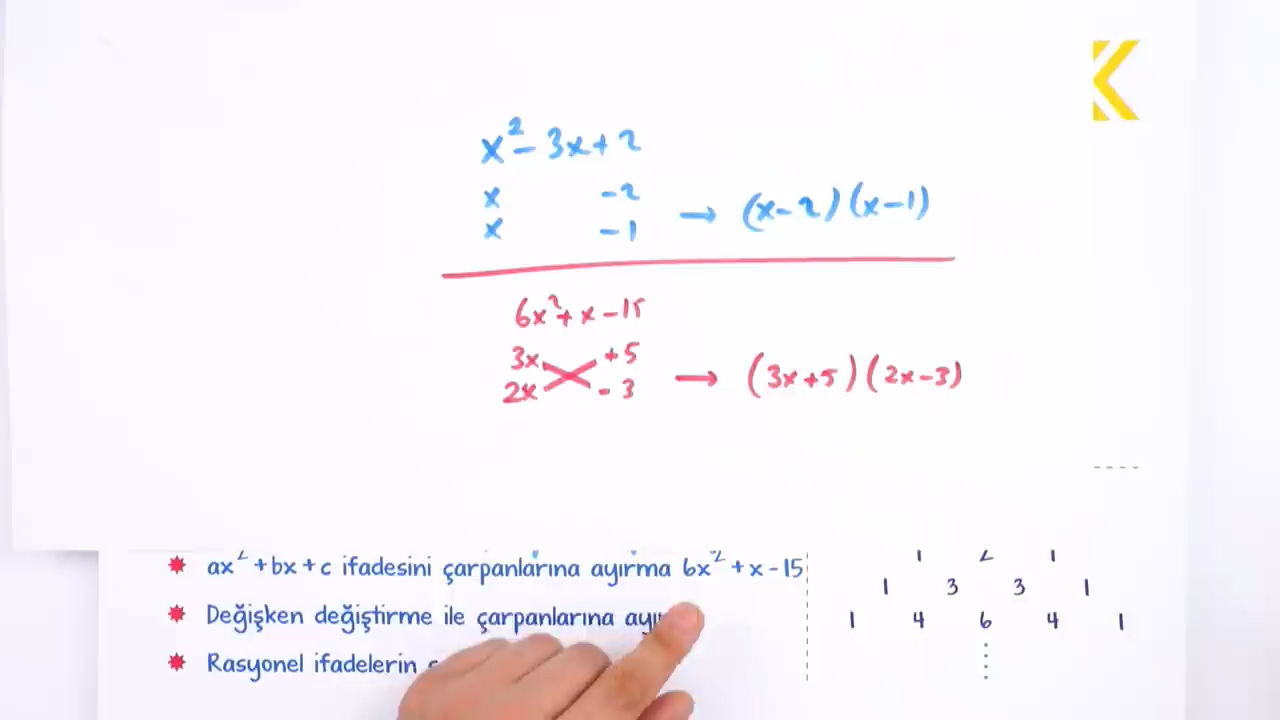 x² - 3x + 2
x -2
x -1 → (x-2)(x-1)
6x² + x - 15
3x +5
2x -3 → (3x+5)(2x-3)
ax² + bx + c ifadesini çarpanlarına ayırma 6x² + x - 15
Değişken değiştirme ile çarpanlarına
Rasyonel ifadelerin
1 2 1
1 3 3 1
1 4 6 4 1